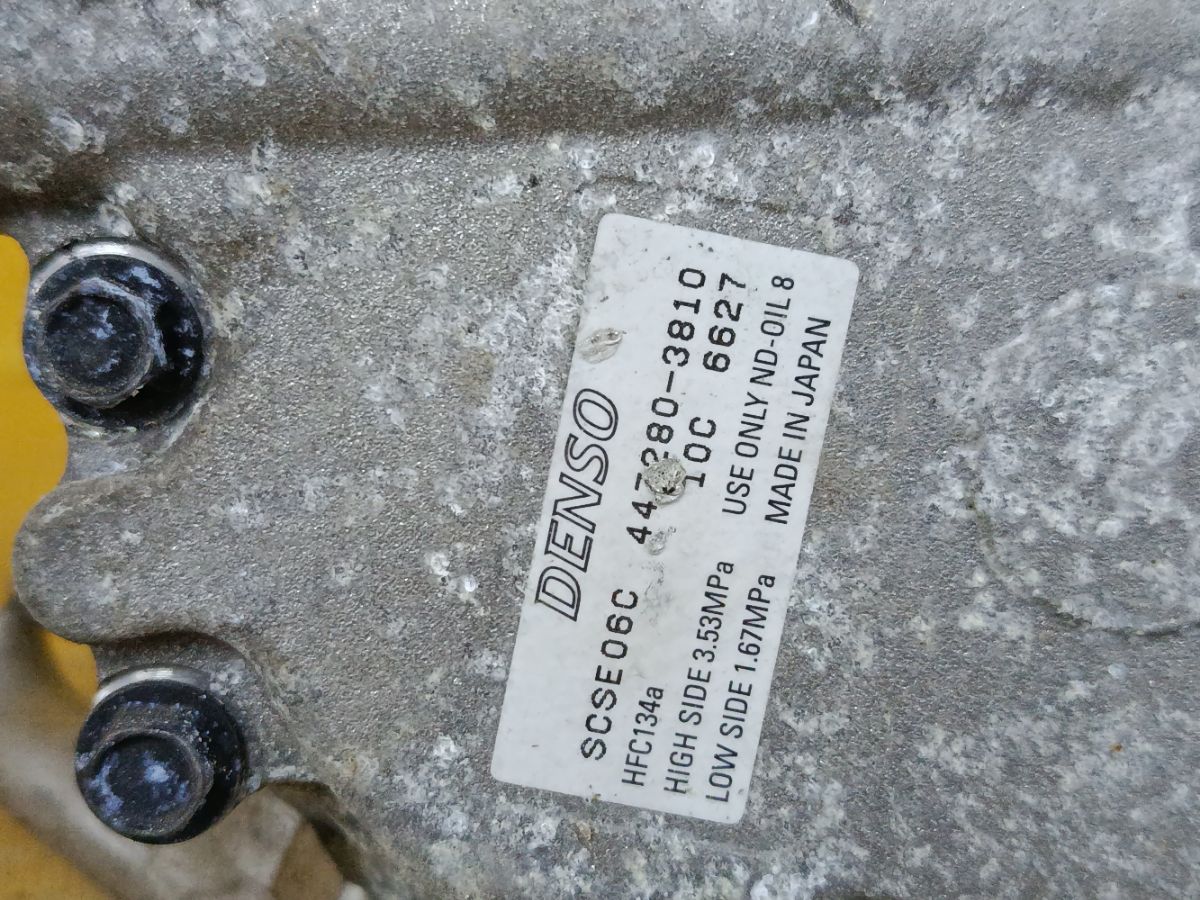 DENSO
SCSE06C 447280-3810
HFC134a 10C 6627
HIGH SIDE 3.53MPa USE ONLY ND-OIL 8
LOW SIDE 1.67MPa MADE IN JAPAN